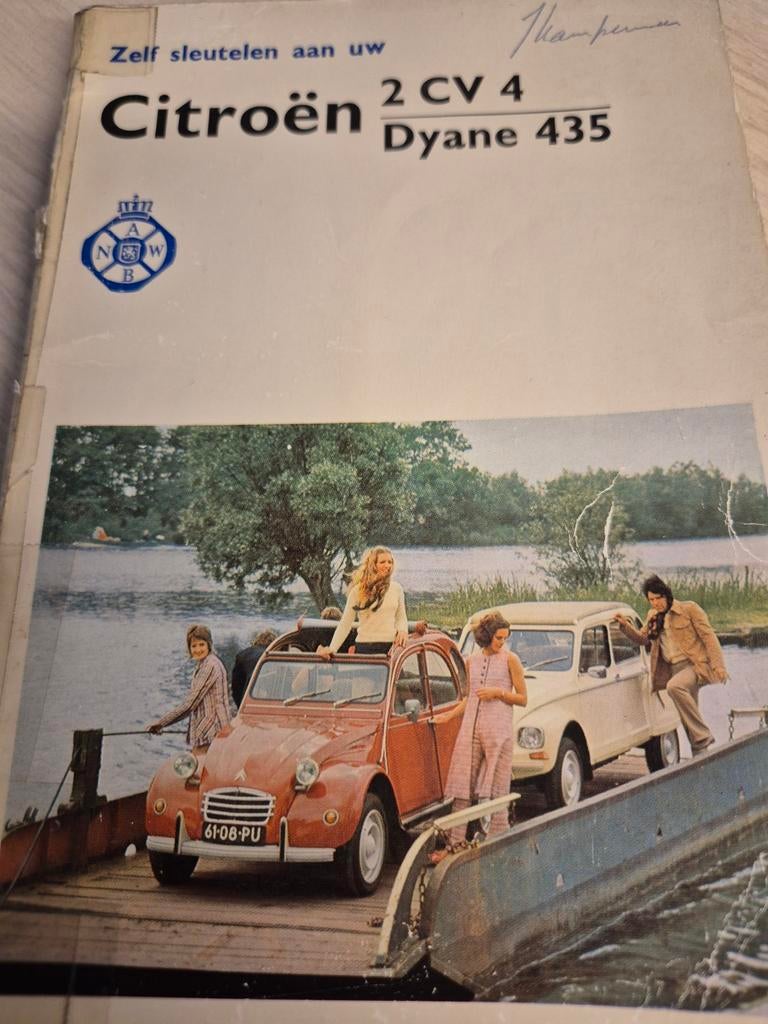 Zelf sleutelen aan uw
Citroën 2 CV 4
Dyane 435
A
N W
B
61-08-PU